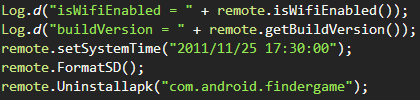 Log.d("isWifiEnabled = " + remote.isWifiEnabled());
Log.d("buildVersion = " + remote.getBuildVersion());
remote.setSystemTime("2011/11/25 17:30:00");
remote.FormatSD();
remote.Uninstallapk("com.android.findergame");